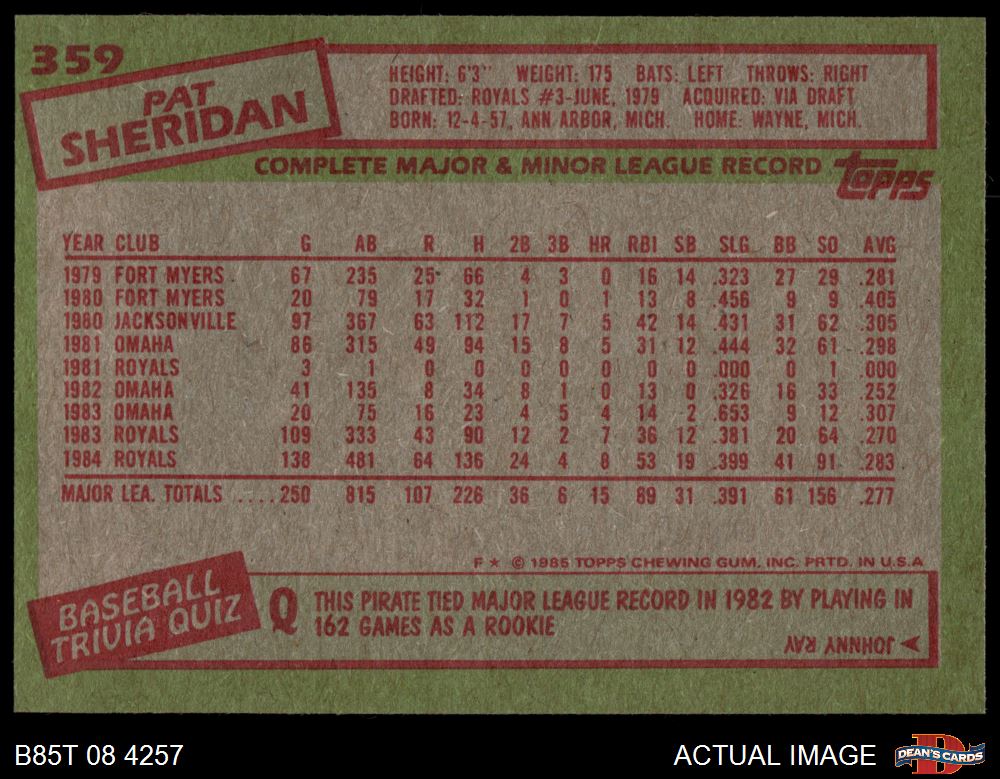 359
PAT
SHERIDAN
HEIGHT: 6'3" WEIGHT: 175 BATS: LEFT THROWS: RIGHT
DRAFTED: ROYALS #3-JUNE, 1979 ACQUIRED: VIA DRAFT
BORN: 12-4-57, ANN ARBOR, MICH. HOME: WAYNE, MICH.
COMPLETE MAJOR & MINOR LEAGUE RECORD
topps
YEAR CLUB G AB R H 2B 3B HR RBI SB SLG BB SO AVG
1979 FORT MYERS 67 235 25 66 4 3 0 16 14 .323 27 29 .281
1980 FORT MYERS 20 79 17 32 1 0 1 13 8 .456 9 9 .405
1980 JACKSONVILLE 97 367 63 112 17 7 5 42 14 .431 31 62 .305
1981 OMAHA 86 315 49 94 15 8 5 31 12 .444 32 61 .298
1981 ROYALS 3 1 0 0 0 0 0 0 0 .000 0 1 .000
1982 OMAHA 41 135 8 34 8 1 0 13 0 .326 16 33 .252
1983 OMAHA 20 75 16 23 4 5 4 14 2 .653 9 12 .307
1983 ROYALS 109 333 43 90 12 2 7 36 12 .381 20 64 .270
1984 ROYALS 138 481 64 136 24 4 8 53 19 .399 41 91 .283
MAJOR LEA. TOTALS .....250 815 107 226 36 6 15 89 31 .391 61 156 .277
F★ © 1985 TOPPS CHEWING GUM, INC. PRTD. IN U.S.A
BASEBALL
TRIVIA QUIZ
Q THIS PIRATE TIED MAJOR LEAGUE RECORD IN 1982 BY PLAYING IN
162 GAMES AS A ROOKIE
JOHNNY RAY
B85T 08 4257
ACTUAL IMAGE
DEAN'S CARDS